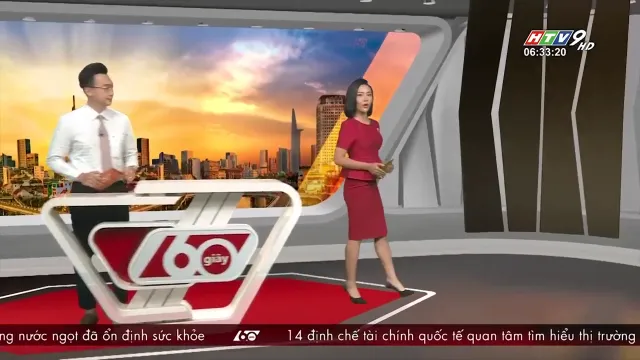 HTV9 HD
06:33:20
60 giây
ng nước ngọt đã ổn định sức khỏe 60 14 định chế tài chính quốc tế quan tâm tìm hiểu thị trường